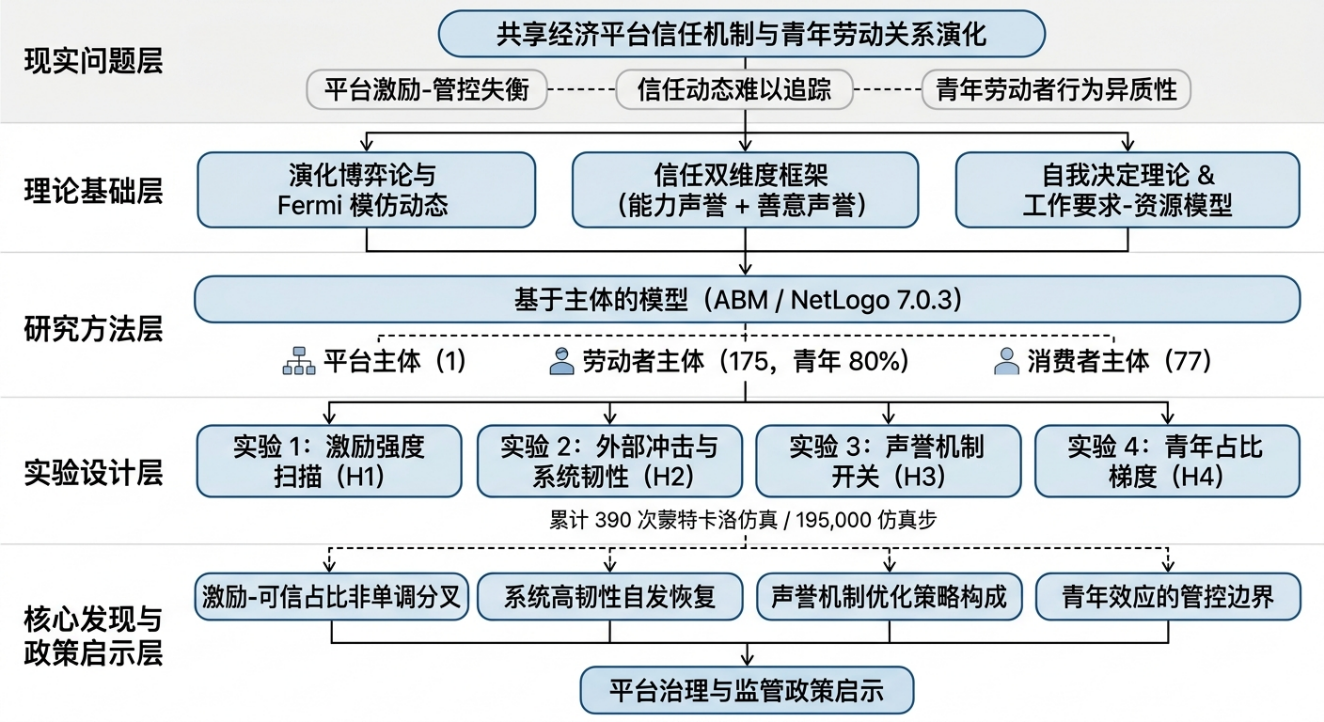 现实问题层
共享经济平台信任机制与青年劳动关系演化
平台激励-管控失衡
信任动态难以追踪
青年劳动者行为异质性
理论基础层
演化博弈论与
Fermi 模仿动态
信任双维度框架
（能力声誉 + 善意声誉）
自我决定理论 &
工作要求-资源模型
研究方法层
基于主体的模型（ABM / NetLogo 7.0.3）
平台主体（1）
劳动者主体（175，青年 80%）
消费者主体（77）
实验设计层
实验 1：激励强度
扫描（H1）
实验 2：外部冲击与
系统韧性（H2）
实验 3：声誉机制
开关（H3）
实验 4：青年占比
梯度（H4）
累计 390 次蒙特卡洛仿真 / 195,000 仿真步
核心发现与
政策启示层
激励-可信占比非单调分叉
系统高韧性自发恢复
声誉机制优化策略构成
青年效应的管控边界
平台治理与监管政策启示